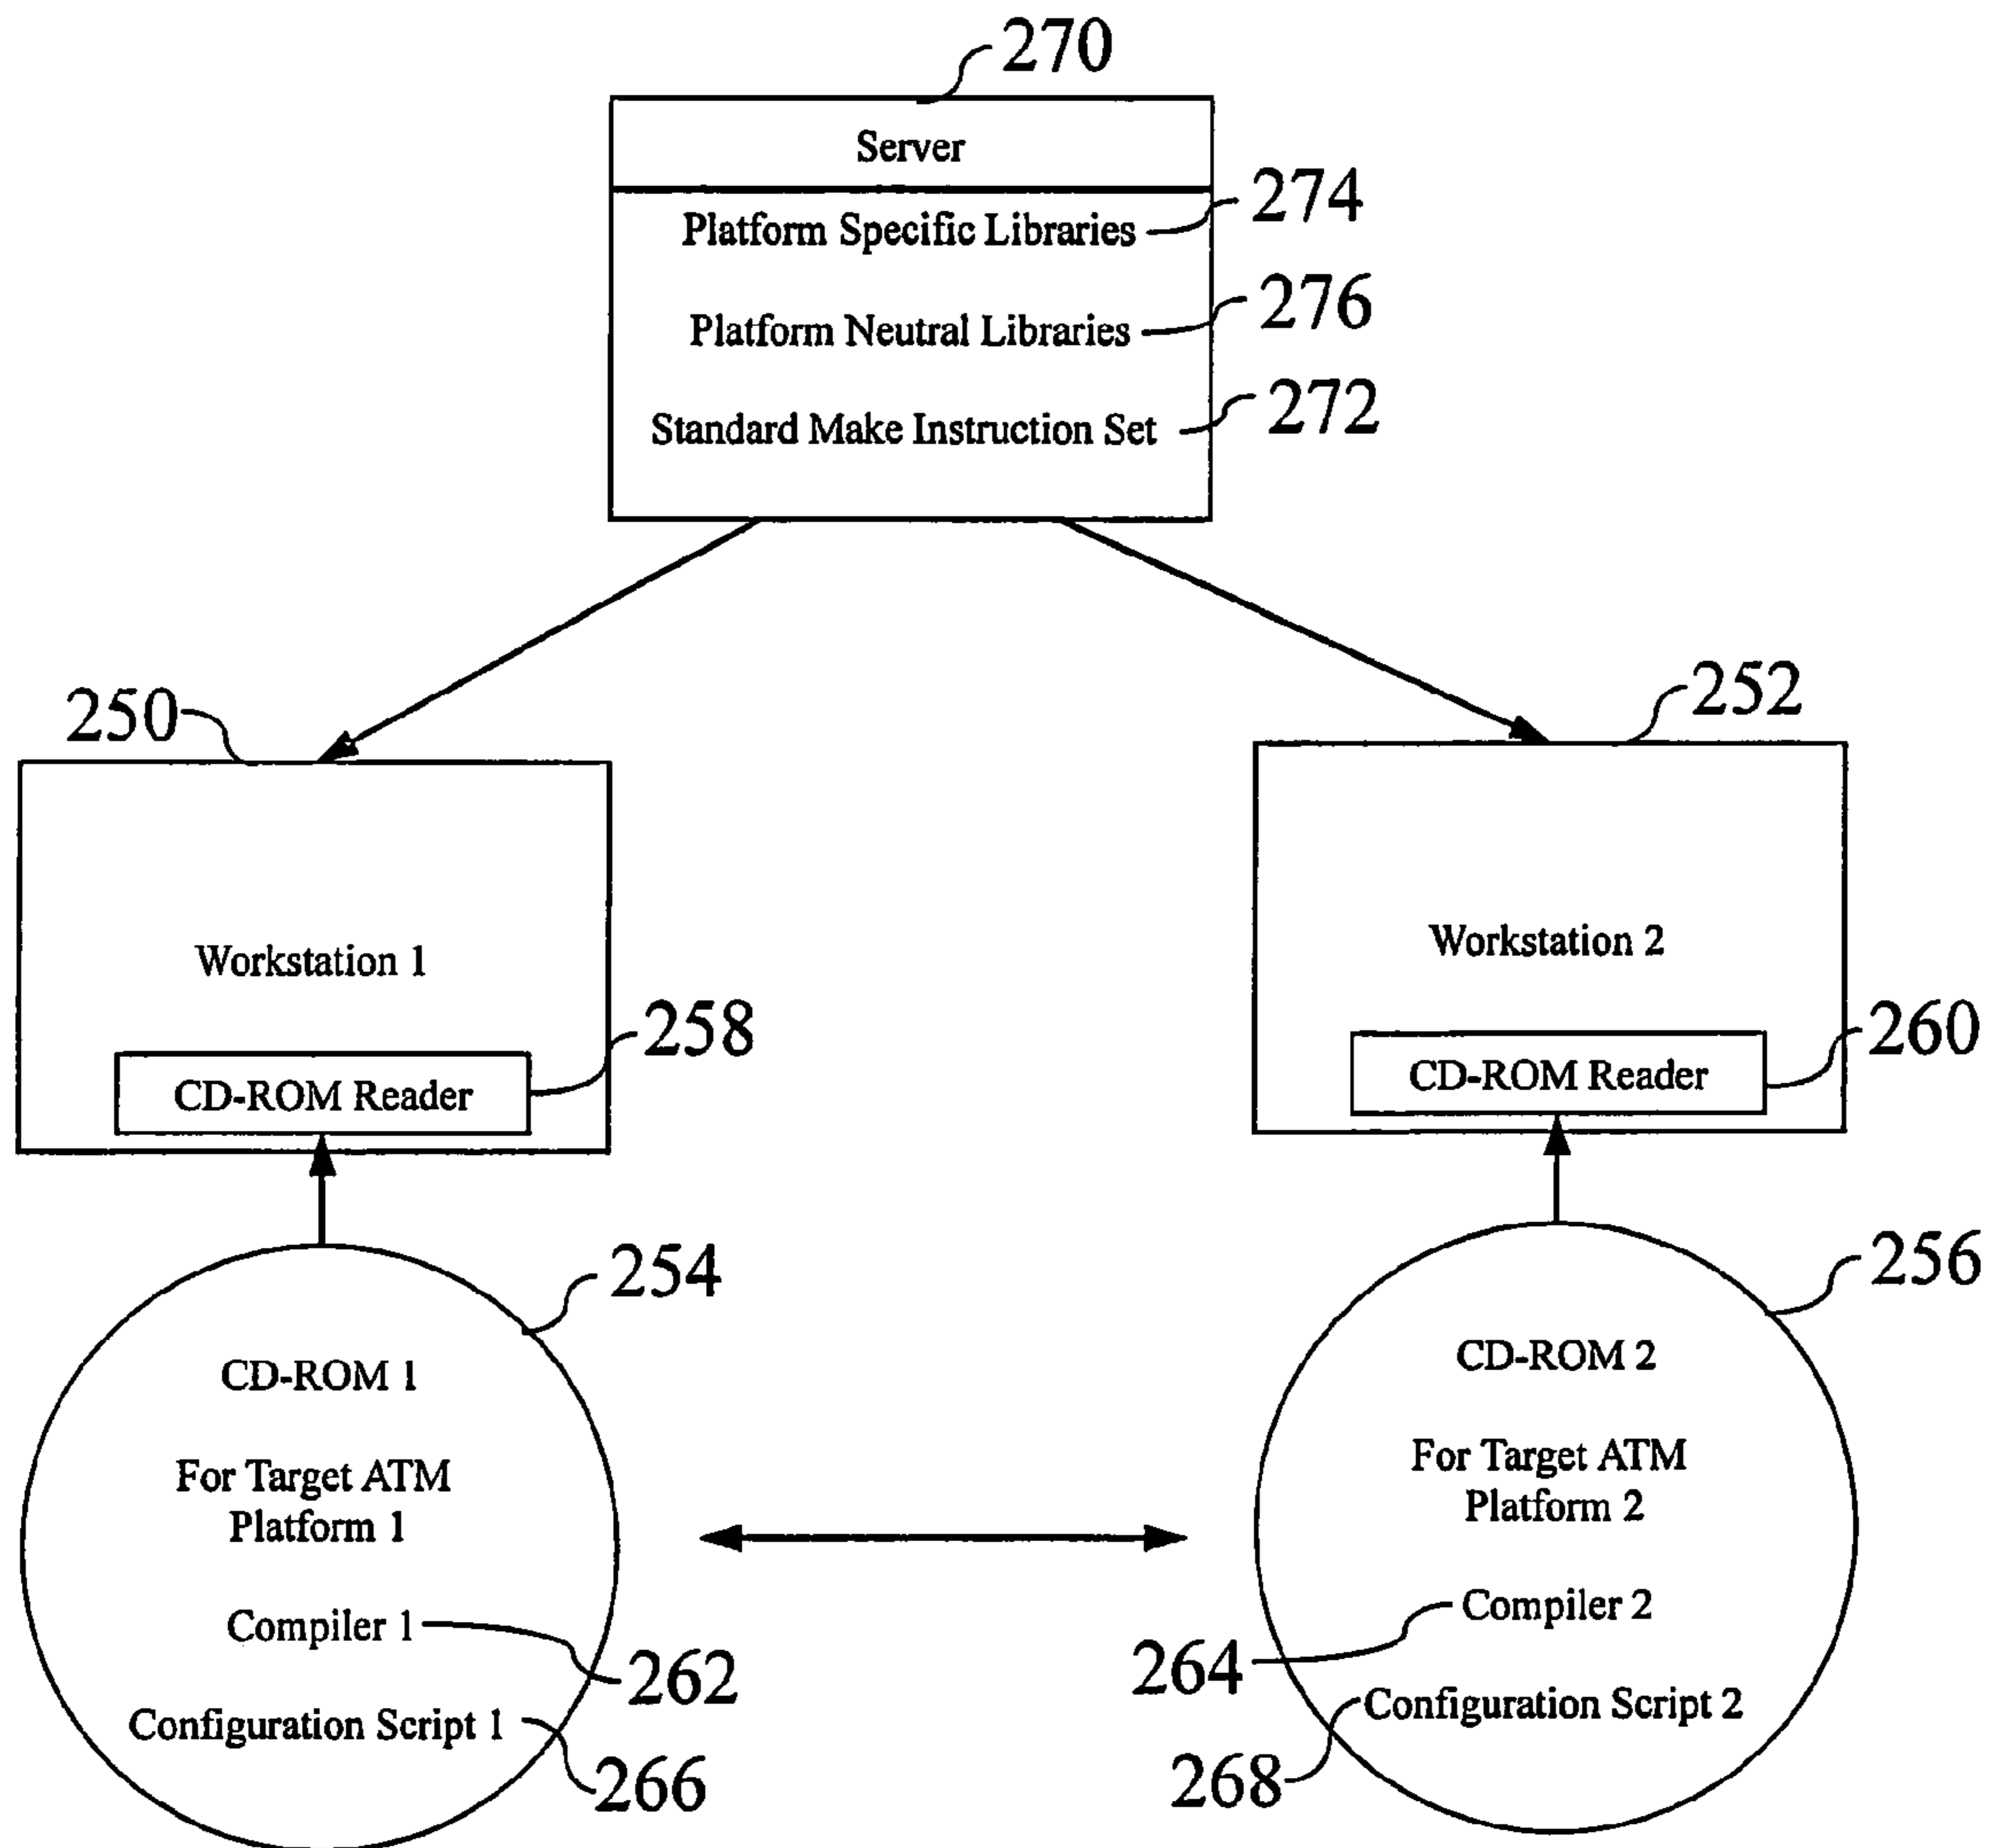 270
Server
274
Platform Specific Libraries
276
Platform Neutral Libraries
272
Standard Make Instruction Set
250
252
Workstation 1
Workstation 2
258
260
CD-ROM Reader
CD-ROM Reader
254
256
CD-ROM 1
For Target ATM
Platform 1
Compiler 1
262
Configuration Script 1
266
CD-ROM 2
For Target ATM
Platform 2
Compiler 2
264
Configuration Script 2
268